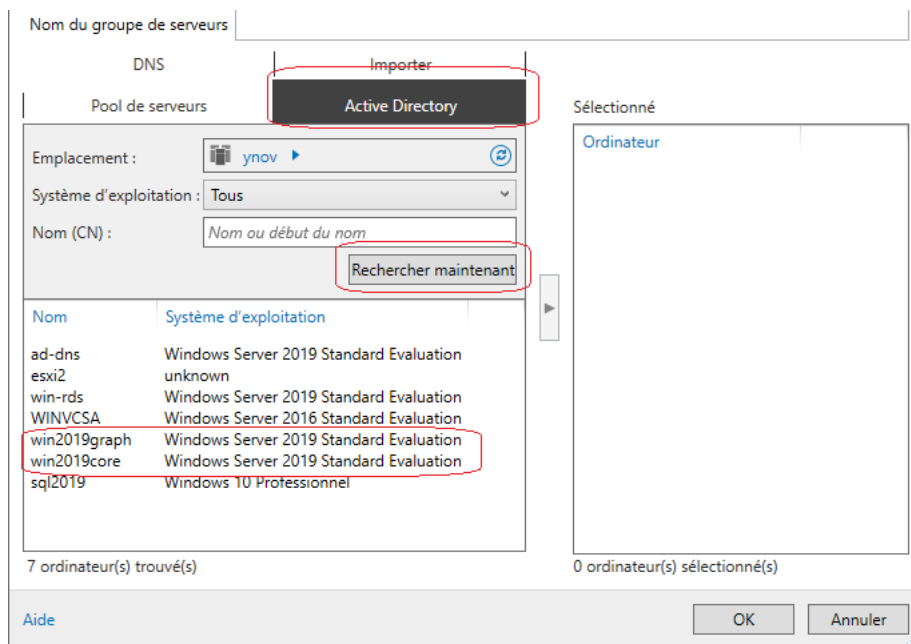 Nom du groupe de serveurs
DNS Importer
Pool de serveurs Active Directory
Sélectionné
Emplacement : ynov
Système d'exploitation : Tous
Nom (CN) : Nom ou début du nom
Rechercher maintenant
Nom Système d'exploitation
ad-dns Windows Server 2019 Standard Evaluation
esxi2 unknown
win-rds Windows Server 2019 Standard Evaluation
WINVCSA Windows Server 2016 Standard Evaluation
win2019graph Windows Server 2019 Standard Evaluation
win2019core Windows Server 2019 Standard Evaluation
sql2019 Windows 10 Professionnel
7 ordinateur(s) trouvé(s)
Ordinateur
0 ordinateur(s) sélectionné(s)
Aide OK Annuler